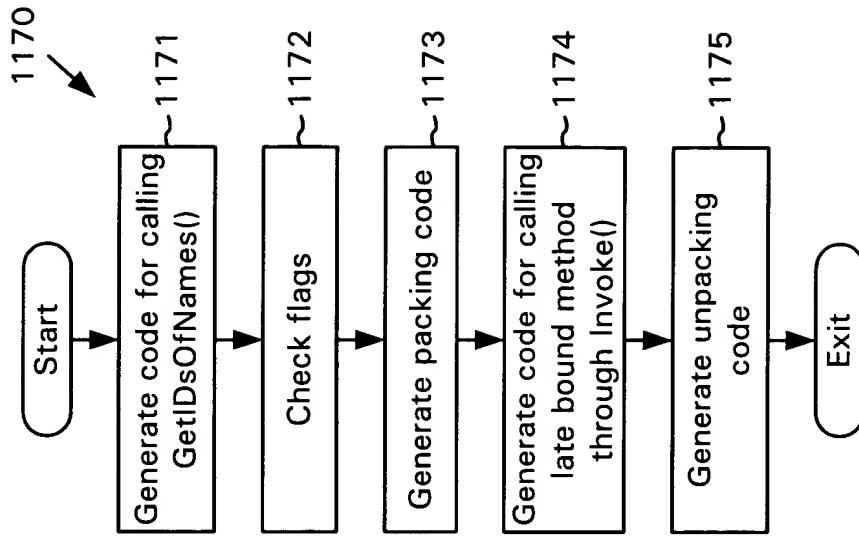 1170
Start
Generate code for calling
GetIDsOfNames()
1171
Check flags
1172
Generate packing code
1173
Generate code for calling
late bound method
through Invoke()
1174
Generate unpacking
code
1175
Exit